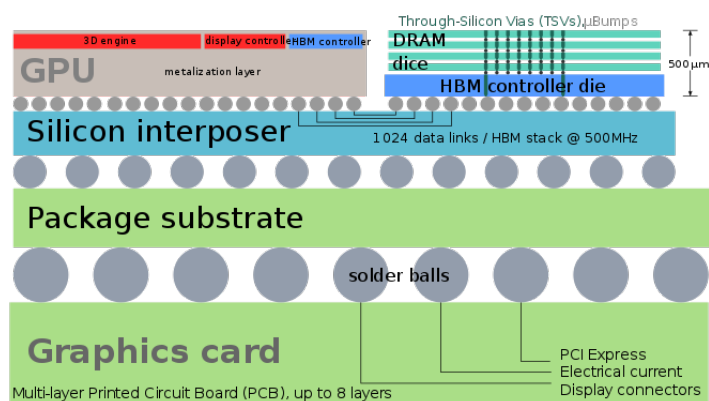 Through-Silicon Vias (TSVs),µBumps
3D engine
display controlle
HBM controller
DRAM
dice
GPU
metalization layer
500µm
HBM controller die
Silicon interposer
1024 data links / HBM stack @ 500MHz
Package substrate
solder balls
Graphics card
PCI Express
Electrical current
Display connectors
Multi-layer Printed Circuit Board (PCB), up to 8 layers